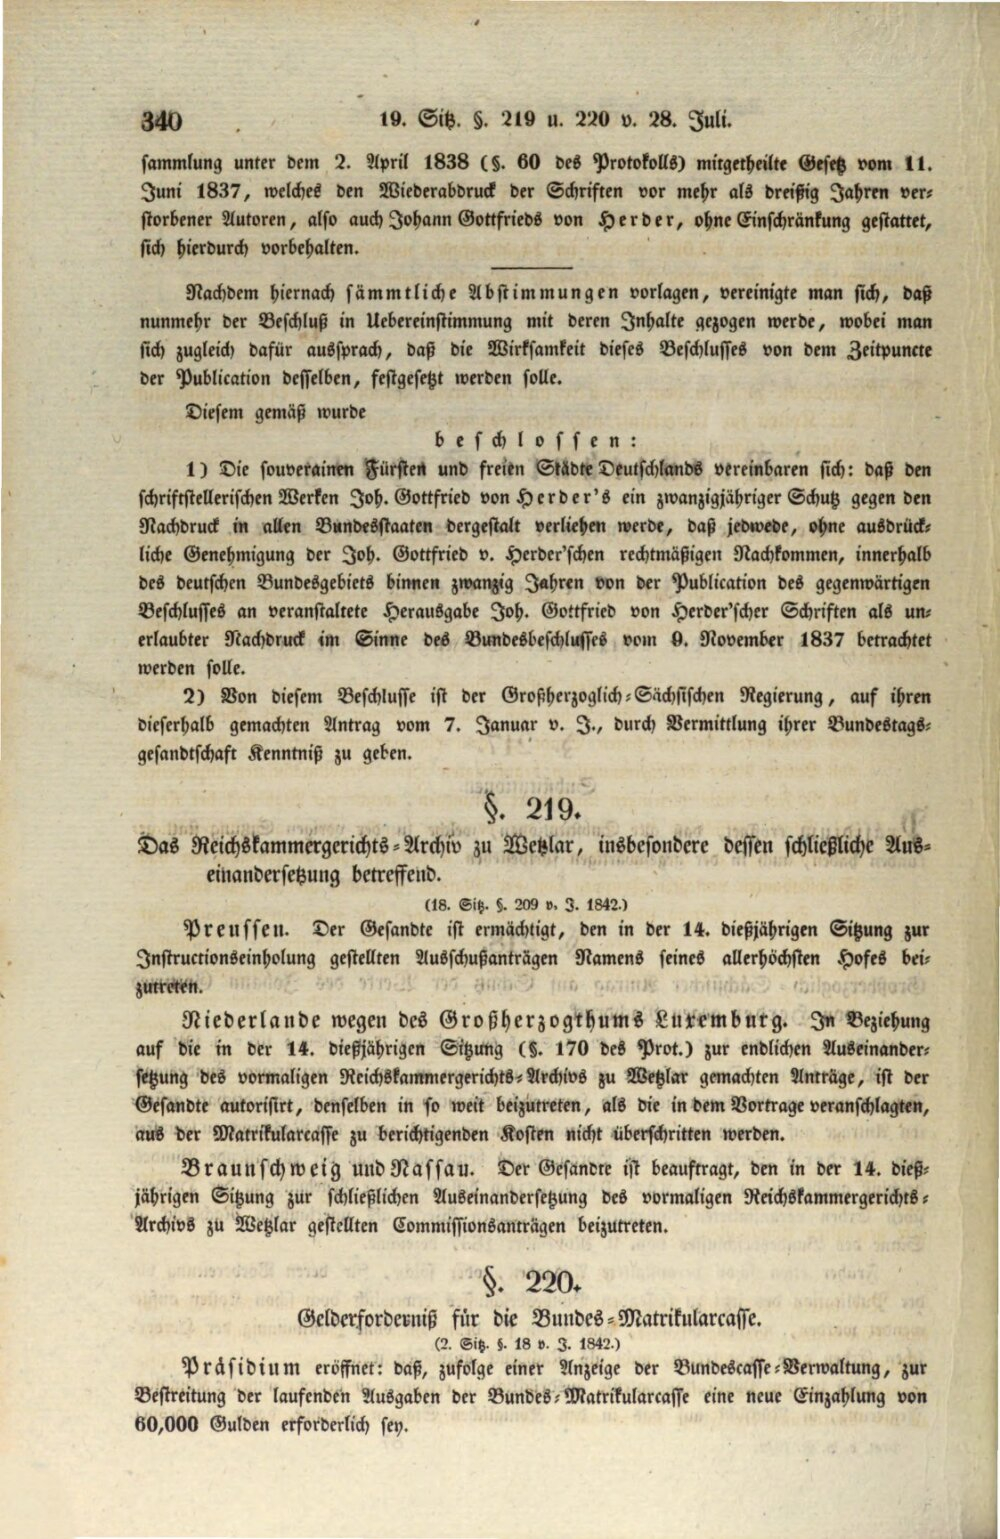 340 19. Sitz. §. 219 u. 220 v. 28. Juli.
sammlung unter dem 2. April 1838 (§. 60 des Protokolls) mitgetheilte Gesetz vom 11.
Juni 1837, welches den Wiederabdruck der Schriften vor mehr als dreißig Jahren ver-
storbener Autoren, also auch Johann Gottfrieds von Herder, ohne Einschränkung gestattet,
sich hierdurch vorbehalten.
Nachdem hiernach sämmtliche Abstimmungen vorlagen, vereinigte man sich, daß
nunmehr der Beschluß in Uebereinstimmung mit deren Inhalte gezogen werde, wobei man
sich zugleich dafür aussprach, daß die Wirksamkeit dieses Beschlusses von dem Zeitpuncte
der Publication desselben, festgesetzt werden solle.
Diesem gemäß wurde
beschlossen:
1) Die souverainen Fürsten und freien Städte Deutschlands vereinbaren sich: daß den
schriftstellerischen Werken Joh. Gottfried von Herder's ein zwanzigjähriger Schutz gegen den
Nachdruck in allen Bundesstaaten dergestalt verliehen werde, daß jedwede, ohne ausdrück-
liche Genehmigung der Joh. Gottfried v. Herder'schen rechtmäßigen Nachkommen, innerhalb
des deutschen Bundesgebiets binnen zwanzig Jahren von der Publication des gegenwärtigen
Beschlusses an veranstaltete Herausgabe Joh. Gottfried von Herder'scher Schriften als un-
erlaubter Nachdruck im Sinne des Bundesbeschlusses vom 9. November 1837 betrachtet
werden solle.
2) Von diesem Beschlusse ist der Großherzoglich-Sächsischen Regierung, auf ihren
dieserhalb gemachten Antrag vom 7. Januar v. J., durch Vermittlung ihrer Bundestags-
gesandtschaft Kenntniß zu geben.
§. 219.
Das Reichskammergerichts-Archiv zu Wetzlar, insbesondere dessen schließliche Aus-
einandersetzung betreffend.
(18. Sitz. §. 209 v. J. 1842.)
Preussen. Der Gesandte ist ermächtigt, den in der 14. dießjährigen Sitzung zur
Instructionseinholung gestellten Ausschußanträgen Namens seines allerhöchsten Hofes bei-
zutreten.
Niederlande wegen des Großherzogthums Luxemburg. In Beziehung
auf die in der 14. dießjährigen Sitzung (§. 170 des Prot.) zur endlichen Auseinander-
setzung des vormaligen Reichskammergerichts-Archivs zu Wetzlar gemachten Anträge, ist der
Gesandte autorisirt, denselben in so weit beizutreten, als die in dem Vortrage veranschlagten,
aus der Matrikularcasse zu berichtigenden Kosten nicht überschritten werden.
Braunschweig und Nassau. Der Gesandte ist beauftragt, den in der 14. dieß-
jährigen Sitzung zur schließlichen Auseinandersetzung des vormaligen Reichskammergerichts-
Archivs zu Wetzlar gestellten Commissionsanträgen beizutreten.
§. 220.
Gelderforderniß für die Bundes-Matrikularcasse.
(2. Sitz. §. 18 v. J. 1842.)
Präsidium eröffnet: daß, zufolge einer Anzeige der Bundescasse-Verwaltung, zur
Bestreitung der laufenden Ausgaben der Bundes-Matrikularcasse eine neue Einzahlung von
60,000 Gulden erforderlich sey.